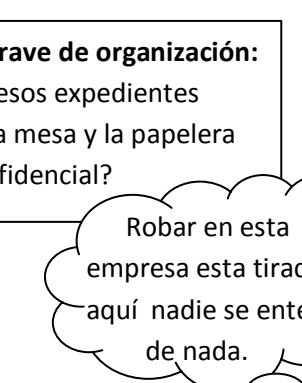 rave de organización:
esos expedientes
a mesa y la papelera
fidencial?
Robar en esta
empresa esta tirad
aquí nadie se ente
de nada.